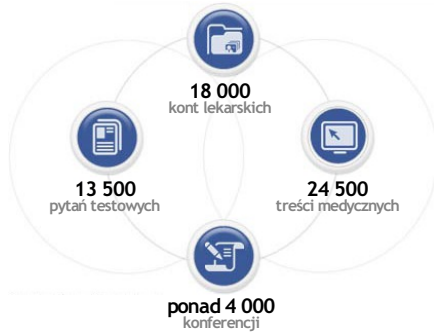 18 000
kont lekarskich
13 500
pytań testowych
24 500
treści medycznych
ponad 4 000
konferencji